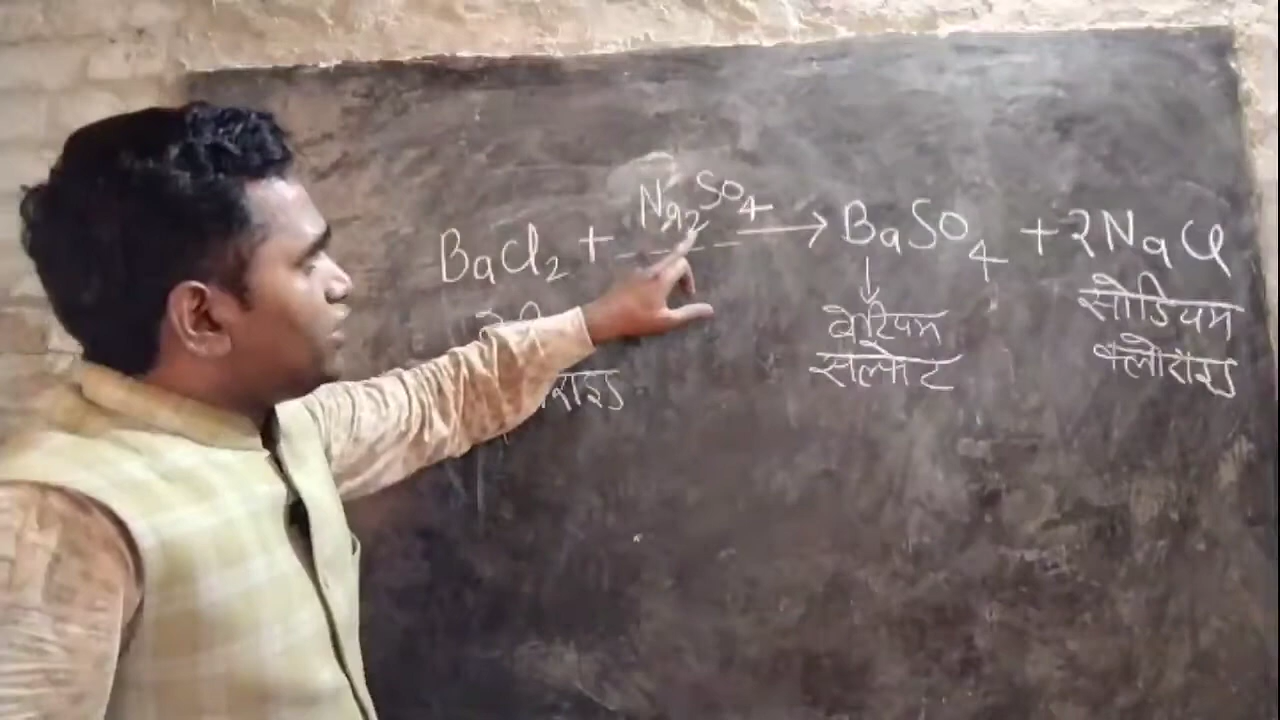 BaCl₂ + Na₂SO₄ → BaSO₄ + 2NaCl
बेरियम
सल्फेट
सोडियम
क्लोराइड